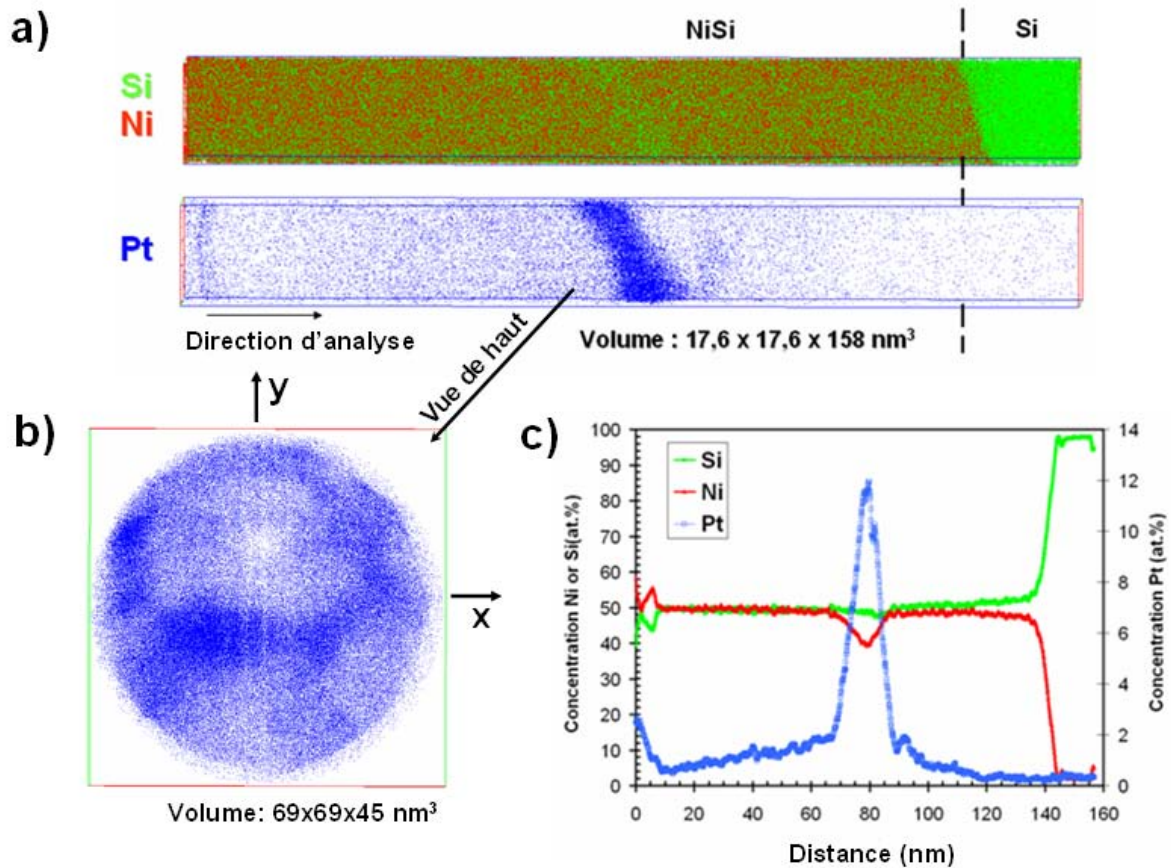 a)
NiSi
Si
Si
Ni
Pt
Direction d'analyse
Volume : 17,6 x 17,6 x 158 nm³
Vue de haut
b)
y
x
Volume: 69x69x45 nm³
c)
Si
Ni
Pt
Concentration Ni or Si(at.%)
100
90
80
70
60
50
40
30
20
10
0
Concentration Pt (at.%)
14
12
10
8
6
4
2
0
0 20 40 60 80 100 120 140 160
Distance (nm)